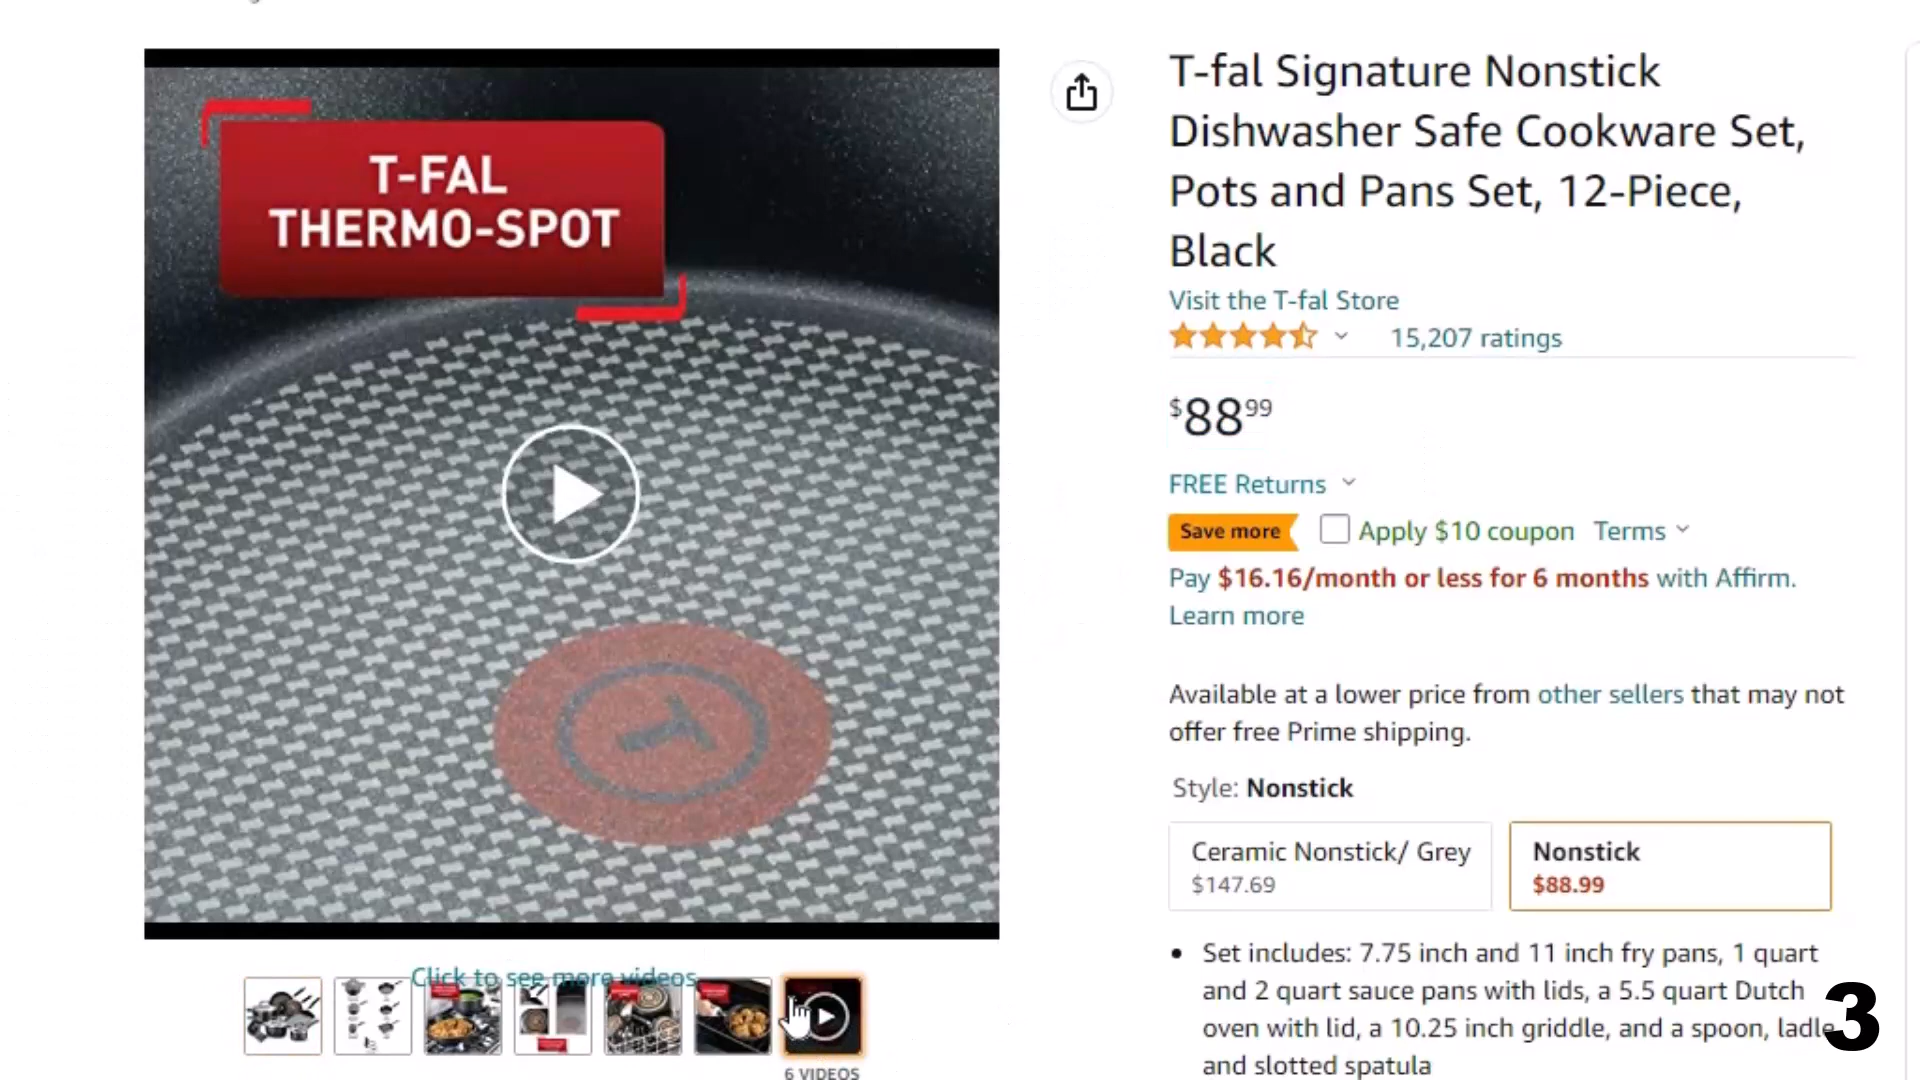 T-FAL
THERMO-SPOT
T
Click to see more videos
6 VIDEOS
T-fal Signature Nonstick
Dishwasher Safe Cookware Set,
Pots and Pans Set, 12-Piece,
Black
Visit the T-fal Store
15,207 ratings
$88.99
FREE Returns
Save more Apply $10 coupon Terms
Pay $16.16/month or less for 6 months with Affirm.
Learn more
Available at a lower price from other sellers that may not
offer free Prime shipping.
Style: Nonstick
Ceramic Nonstick/ Grey
$147.69
Nonstick
$88.99
• Set includes: 7.75 inch and 11 inch fry pans, 1 quart
and 2 quart sauce pans with lids, a 5.5 quart Dutch
oven with lid, a 10.25 inch griddle, and a spoon, ladle
and slotted spatula
3